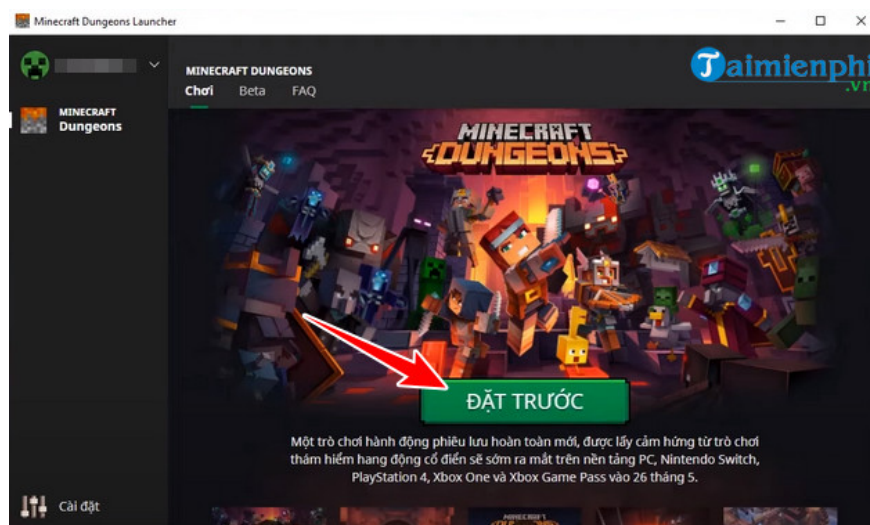 Minecraft Dungeons Launcher
Taimienphi
.vn
MINECRAFT DUNGEONS
Chơi Beta FAQ
MINECRAFT
Dungeons
MINECRAFT
DUNGEONS
ĐẶT TRƯỚC
Một trò chơi hành động phiêu lưu hoàn toàn mới, được lấy cảm hứng từ trò chơi
thám hiểm hang động cổ điển sẽ sớm ra mắt trên nền tảng PC, Nintendo Switch,
PlayStation 4, Xbox One và Xbox Game Pass vào 26 tháng 5.
Cài đặt
MINECRAFT